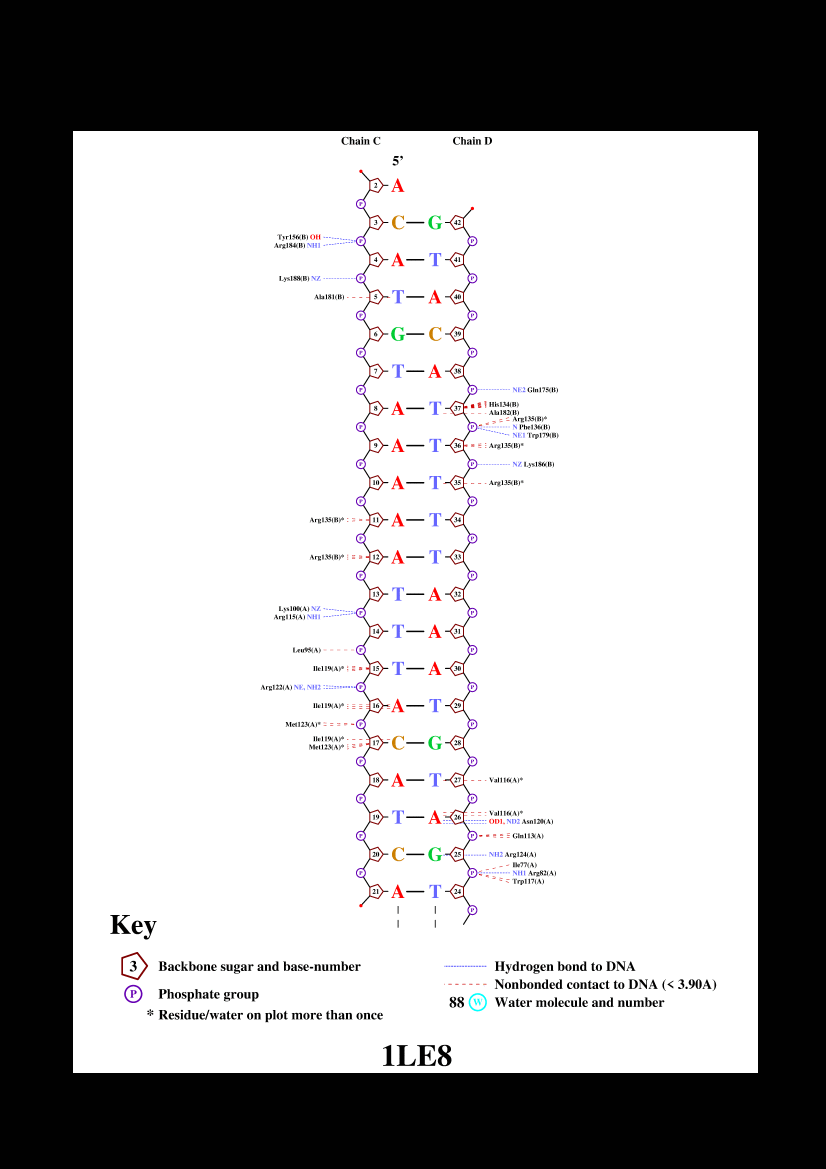 Chain C Chain D
5’
2 A
P
3 C G 42
Tyr156(B) OH P P
Arg184(B) NH1
4 A T 41
Lys188(B) NZ P P
Ala181(B) 5 T A 40
P P
6 G C 39
P P
7 T A 38
P P NE2 Gln175(B)
His134(B)
8 A T 37
Ala182(B)
Arg135(B)*
P P N Phe136(B)
NE1 Trp179(B)
9 A T 36 Arg135(B)*
P P NZ Lys186(B)
10 A T 35 Arg135(B)*
P P
Arg135(B)* 11 A T 34
P P
Arg135(B)* 12 A T 33
P P
13 T A 32
Lys100(A) NZ P P
Arg115(A) NH1
14 T A 31
Leu95(A) P P
Ile119(A)* 15 T A 30
Arg122(A) NE, NH2 P P
Ile119(A)* 16 A T 29
Met123(A)* P P
Ile119(A)* 17 C G 28
Met123(A)*
P P
18 A T 27 Val116(A)*
P P
Val116(A)*
19 T A 26
OD1, ND2 Asn120(A)
P P Gln113(A)
20 C G 25 NH2 Arg124(A)
Ile77(A)
P P NH1 Arg82(A)
Trp117(A)
21 A T 24
P
Key
3 Backbone sugar and base-number
P Phosphate group
* Residue/water on plot more than once
Hydrogen bond to DNA
Nonbonded contact to DNA (< 3.90A)
88 W Water molecule and number
1LE8